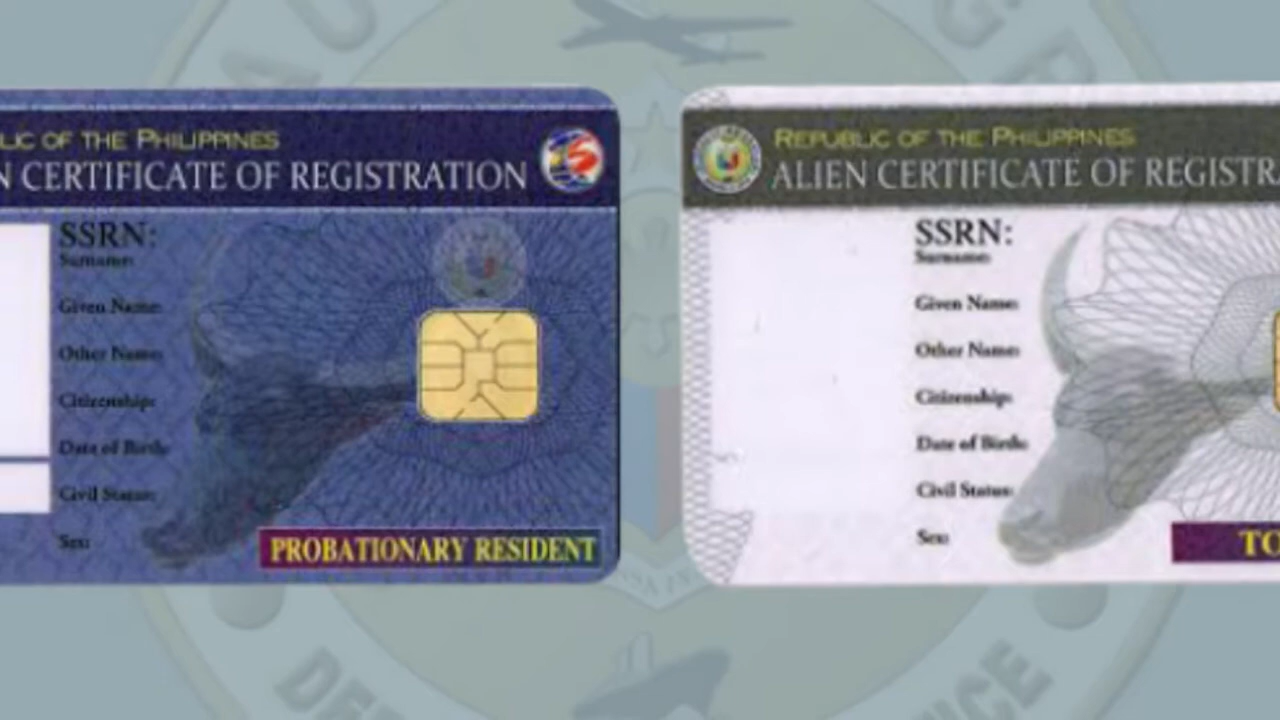 LIC OF THE PHILIPPINES
N CERTIFICATE OF REGISTRATION
SSRN:
Surname:
Given Name:
Other Name:
Citizenship:
Date of Birth:
Civil Status:
Sex:
PROBATIONARY RESIDENT
REPUBLIC OF THE PHILIPPINES
ALIEN CERTIFICATE OF REGISTRA
SSRN:
Surname:
Given Name:
Other Name:
Citizenship:
Date of Birth:
Civil Status:
Sex:
TO